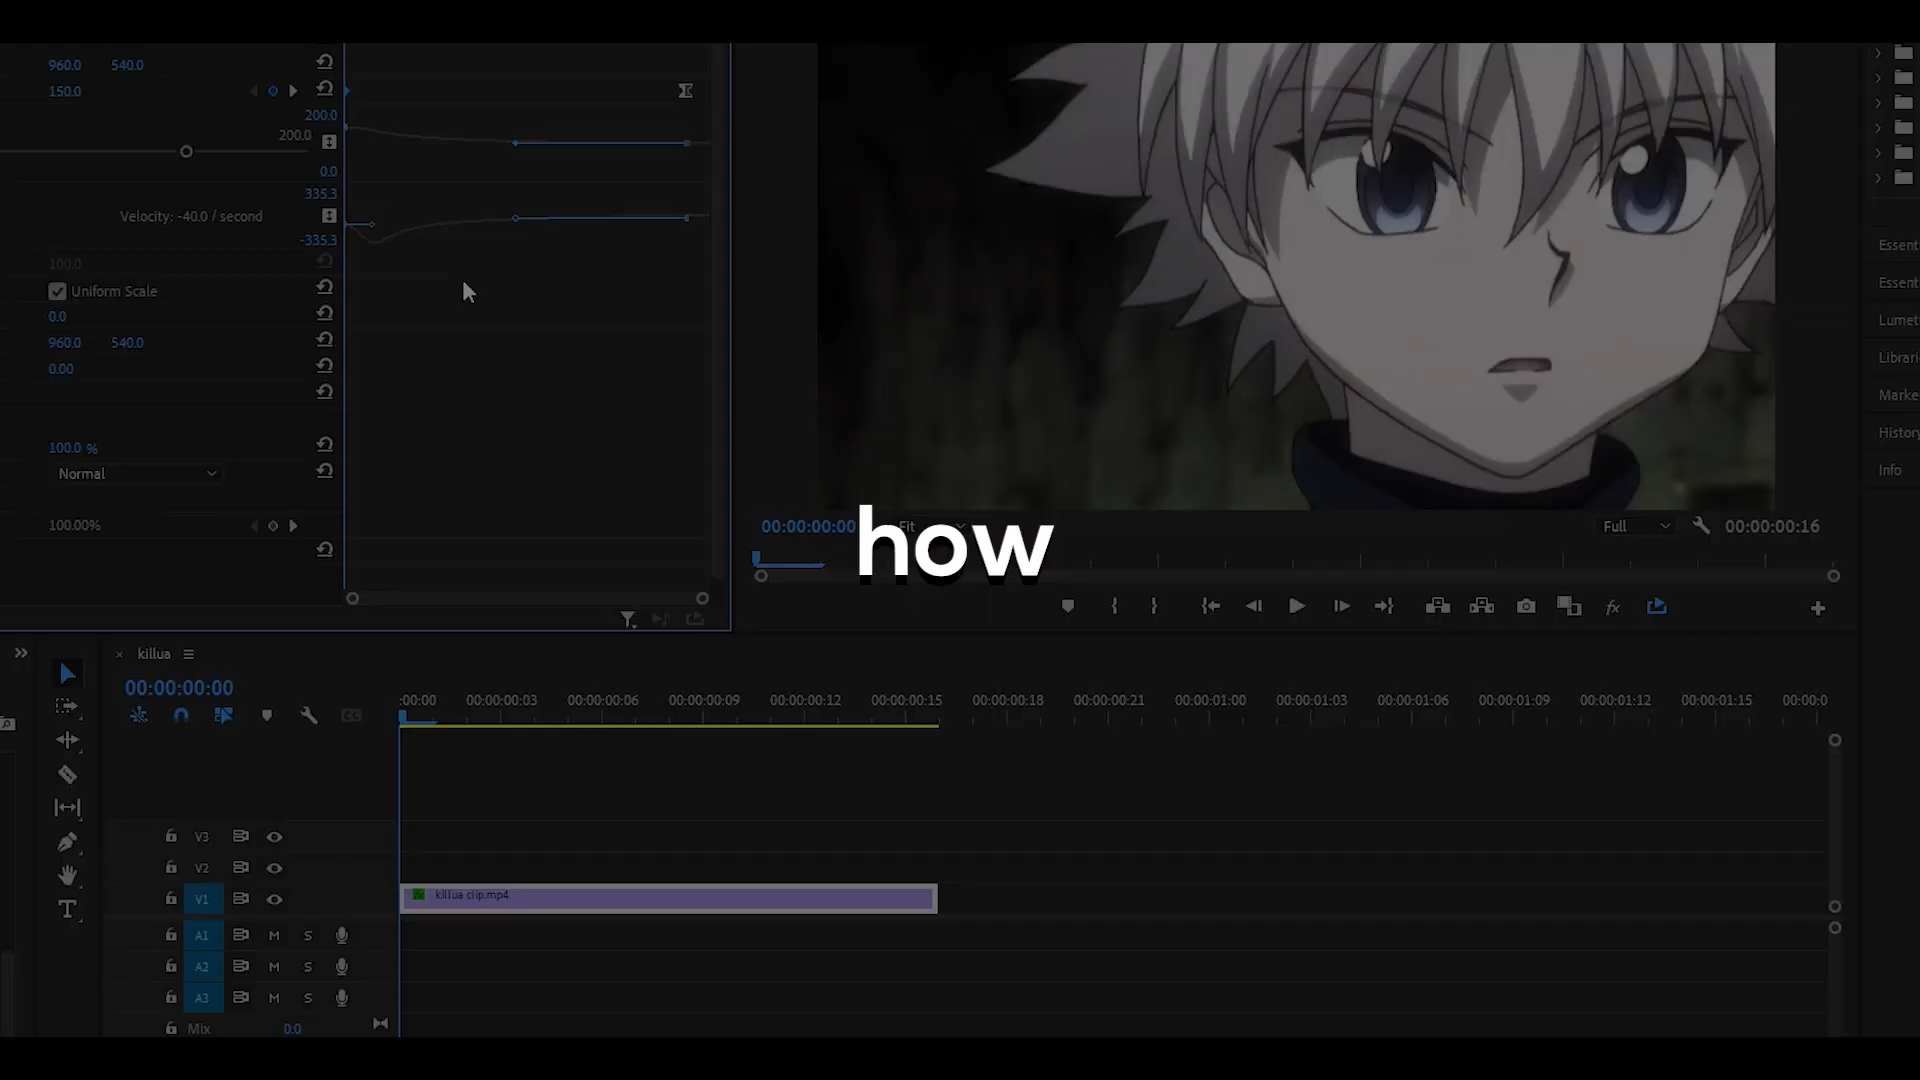 960.0 540.0
150.0
200.0
200.0
0.0
335.3
Velocity: -40.0 / second
-335.3
100.0
Uniform Scale
0.0
960.0 540.0
0.00
100.0 %
Normal
100.00%
Essent
Essent
Lumet
Librari
Marke
History
Info
00:00:00:00 Fit Full 00:00:00:16
how
fx
killua
00:00:00:00
:00:00 00:00:00:03 00:00:00:06 00:00:00:09 00:00:00:12 00:00:00:15 00:00:00:18 00:00:00:21 00:00:01:00 00:00:01:03 00:00:01:06 00:00:01:09 00:00:01:12 00:00:01:15 00:00:0
V3
V2
V1 fx killua clip.mp4
A1 M S
A2 M S
A3 M S
Mix 0.0